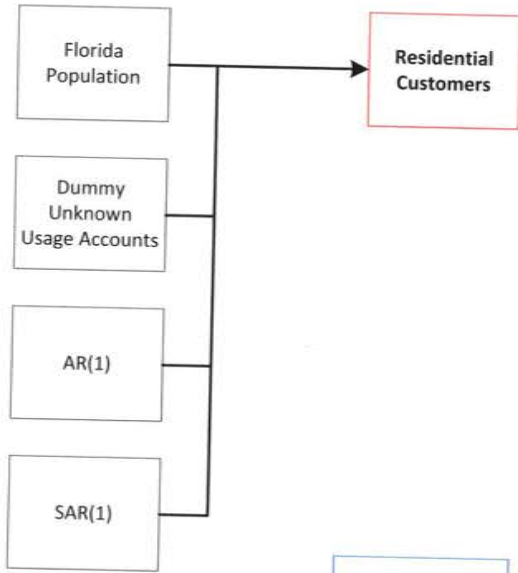 Florida
Population
Residential
Customers
Dummy
Unknown
Usage Accounts
AR(1)
SAR(1)